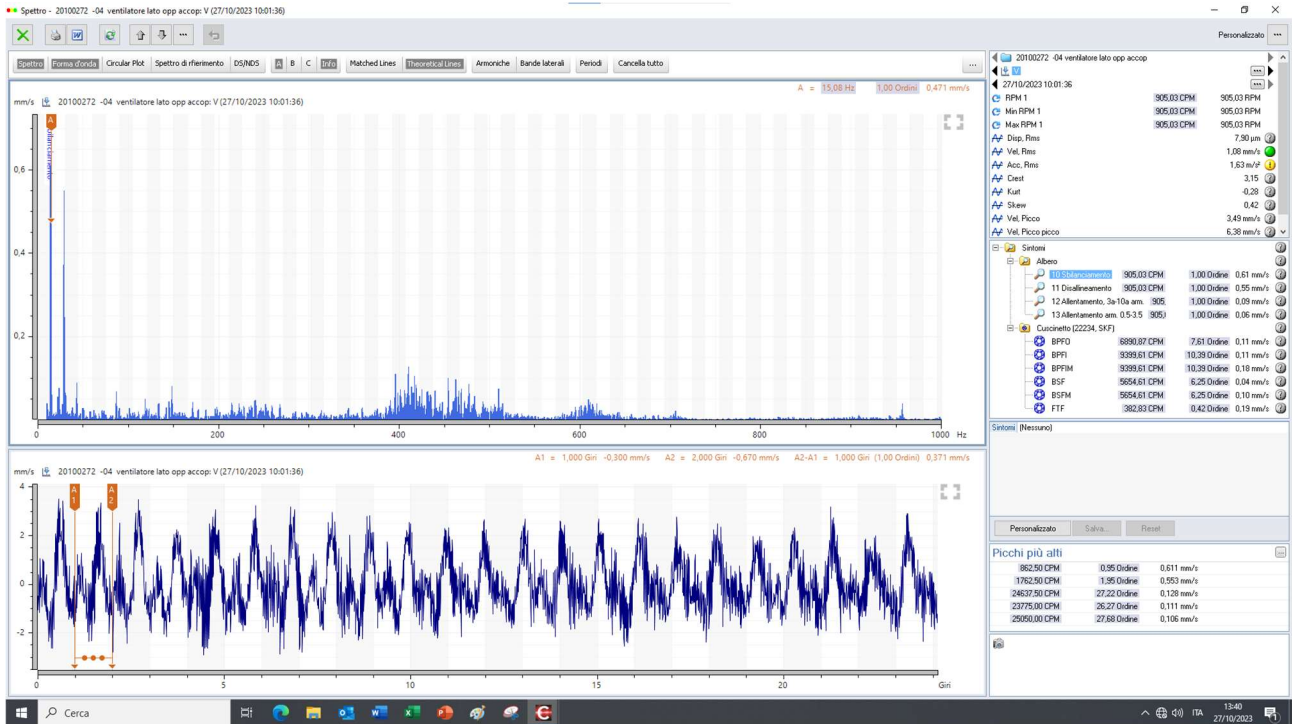 Spettro - 20100272 -04 ventilatore lato opp accop: V (27/10/2023 10:01:36)
Personalizzato
Spettro Forma d'onda Circular Plot Spettro di rfierimento DS/NDS A B C Info Matched Lines Theoretical Lines Armoniche Bande laterali Periodi Cancella tutto
A = 15,08 Hz 1,00 Ordini 0,471 mm/s
mm/s 20100272 -04 ventilatore lato opp accop: V (27/10/2023 10:01:36)
A
0,6
0,4
0,2
0 200 400 600 800 1000 Hz
A1 = 1,000 Giri -0,300 mm/s A2 = 2,000 Giri -0,670 mm/s A2-A1 = 1,000 Giri (1,00 Ordini) 0,371 mm/s
mm/s 20100272 -04 ventilatore lato opp accop: V (27/10/2023 10:01:36)
A 1 A 2
4
2
0
-2
0 5 10 15 20 Giri
20100272 -04 ventilatore lato opp accop
V
27/10/2023 10:01:36
RPM 1 905,03 CPM 905,03 RPM
Min RPM 1 905,03 CPM 905,03 RPM
Max RPM 1 905,03 CPM 905,03 RPM
Disp, Rms 7,90 µm
Vel, Rms 1,08 mm/s
Acc, Rms 1,63 m/s²
Crest 3,15
Kurt -0,28
Skew 0,42
Vel, Picco 3,49 mm/s
Vel, Picco picco 6,38 mm/s
Sintomi
Albero
10 Sbilanciamento 905,03 CPM 1,00 Ordine 0,61 mm/s
11 Disallineamento 905,03 CPM 1,00 Ordine 0,55 mm/s
12 Allentamento, 3a-10a arm. 905, 1,00 Ordine 0,09 mm/s
13 Allentamento arm. 0.5-3.5 905,( 1,00 Ordine 0,06 mm/s
Cuscinetto (22234, SKF)
BPFO 6890,87 CPM 7,61 Ordine 0,11 mm/s
BPFI 9399,61 CPM 10,39 Ordine 0,11 mm/s
BPFIM 9399,61 CPM 10,39 Ordine 0,18 mm/s
BSF 5654,61 CPM 6,25 Ordine 0,04 mm/s
BSFM 5654,61 CPM 6,25 Ordine 0,10 mm/s
FTF 382,83 CPM 0,42 Ordine 0,19 mm/s
Sintomi (Nessuno)
Personalizzato Salva... Reset
Picchi più alti
862,50 CPM 0,95 Ordine 0,611 mm/s
1762,50 CPM 1,95 Ordine 0,553 mm/s
24637,50 CPM 27,22 Ordine 0,128 mm/s
23775,00 CPM 26,27 Ordine 0,111 mm/s
25050,00 CPM 27,68 Ordine 0,106 mm/s
Cerca
ITA
13:40
27/10/2023